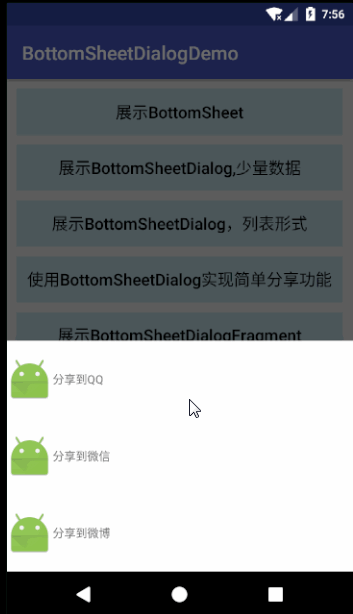 7:56
BottomSheetDialogDemo
展示BottomSheet
展示BottomSheetDialog,少量数据
展示BottomSheetDialog，列表形式
使用BottomSheetDialog实现简单分享功能
展示BottomSheetDialogFragment
分享到QQ
分享到微信
分享到微博